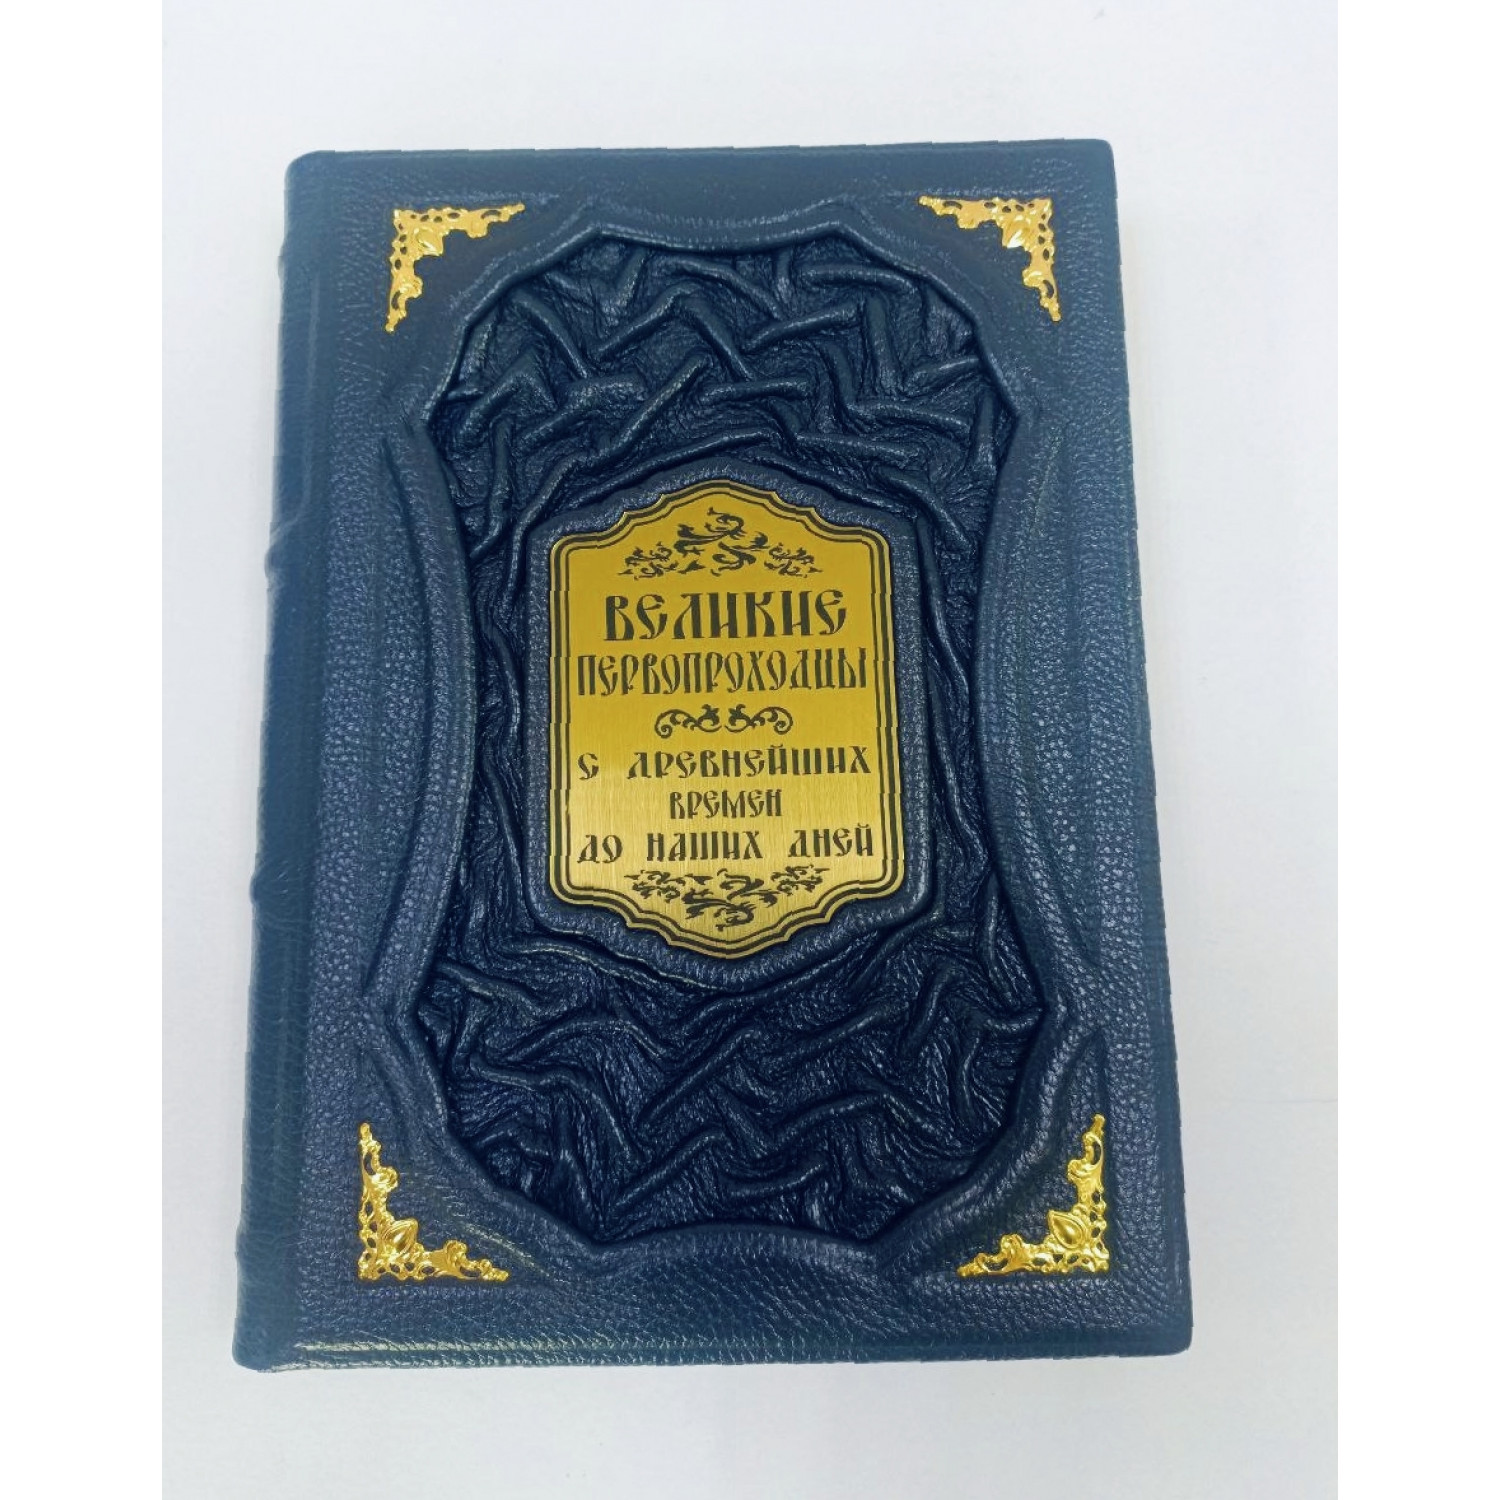 ВЕЛИКИЕ
ПЕРВОПРОХОДЦЫ
С ДРЕВНЕЙШИХ
ВРЕМЕН
ДО НАШИХ ДНЕЙ